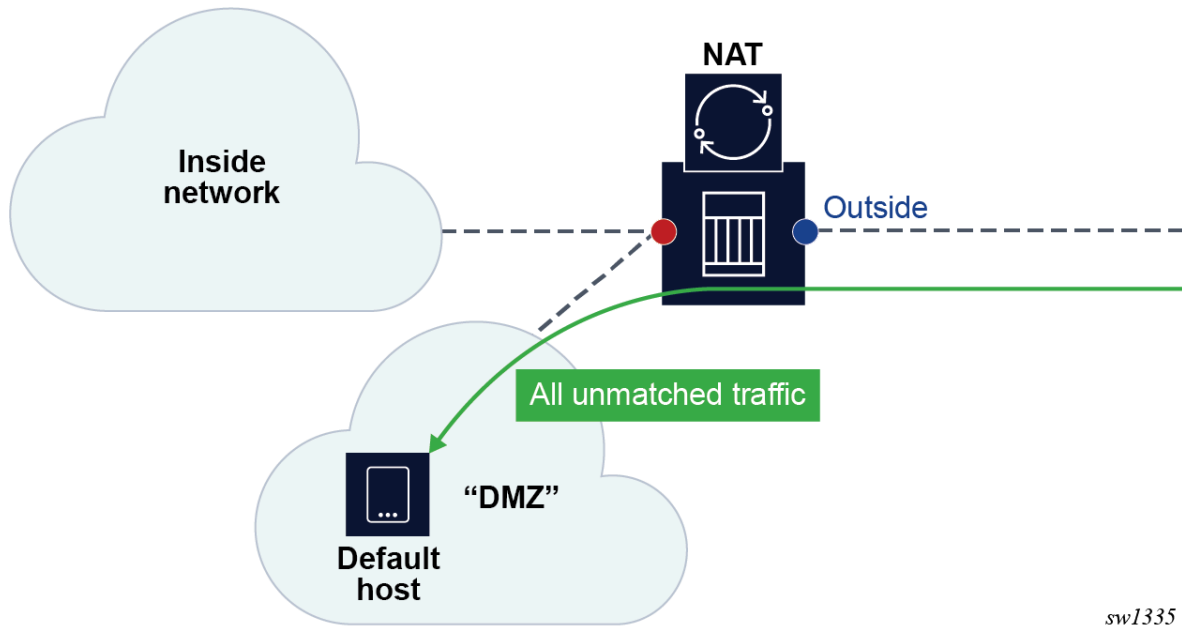 NAT
Inside
network
Outside
All unmatched traffic
“DMZ”
Default
host
sw1335